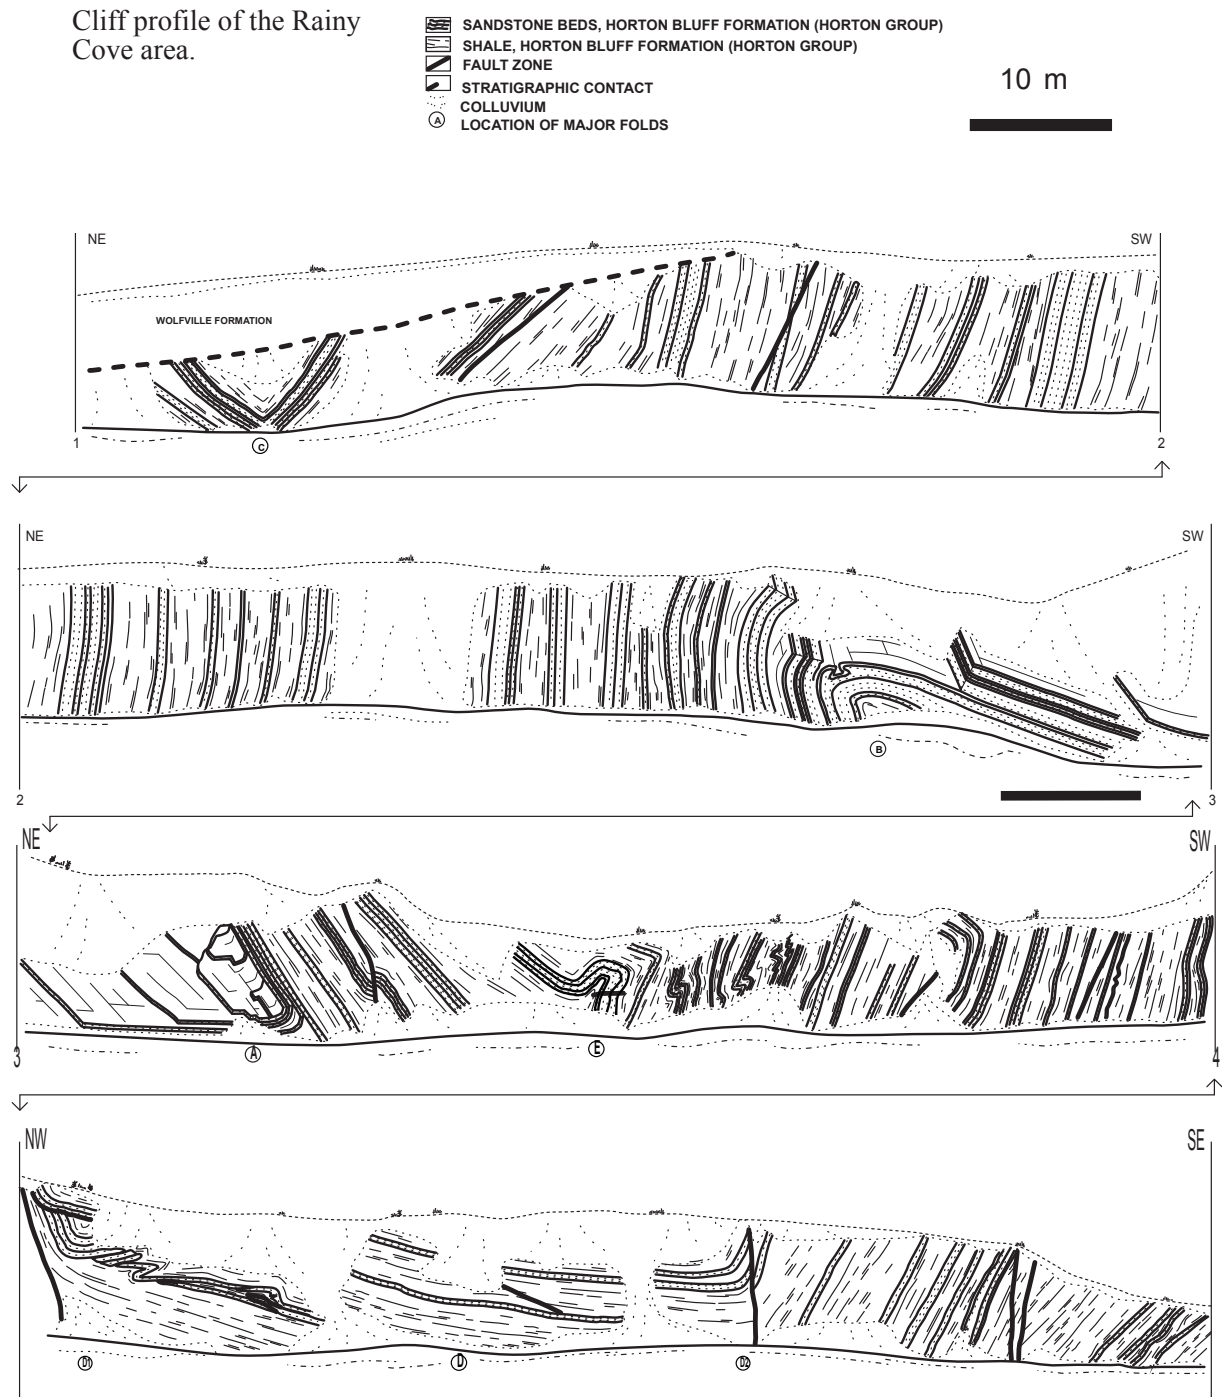 Cliff profile of the Rainy
Cove area.
SANDSTONE BEDS, HORTON BLUFF FORMATION (HORTON GROUP)
SHALE, HORTON BLUFF FORMATION (HORTON GROUP)
FAULT ZONE
STRATIGRAPHIC CONTACT
COLLUVIUM
A LOCATION OF MAJOR FOLDS
10 m
NE SW
WOLFVILLE FORMATION
1 C 2
NE SW
B
2 3
NE SW
3 A E 4
NW SE
D1 D D2